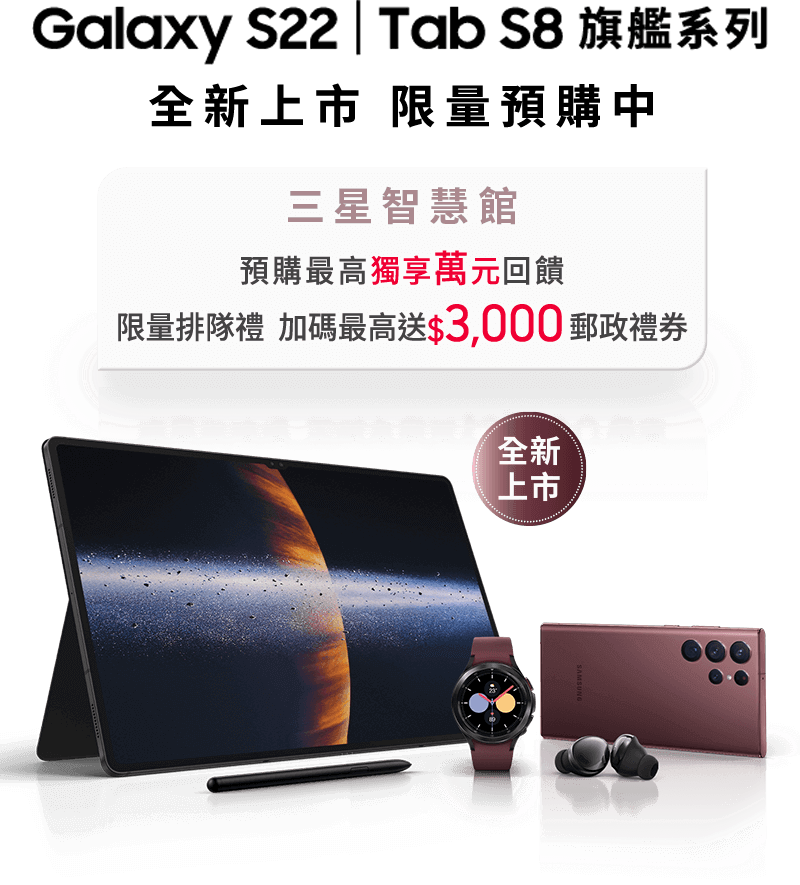 Galaxy S22 | Tab S8 旗艦系列
全新上市 限量預購中
三星智慧館
預購最高獨享萬元回饋
限量排隊禮 加碼最高送$3,000郵政禮券
全新
上市
SAMSUNG
23°